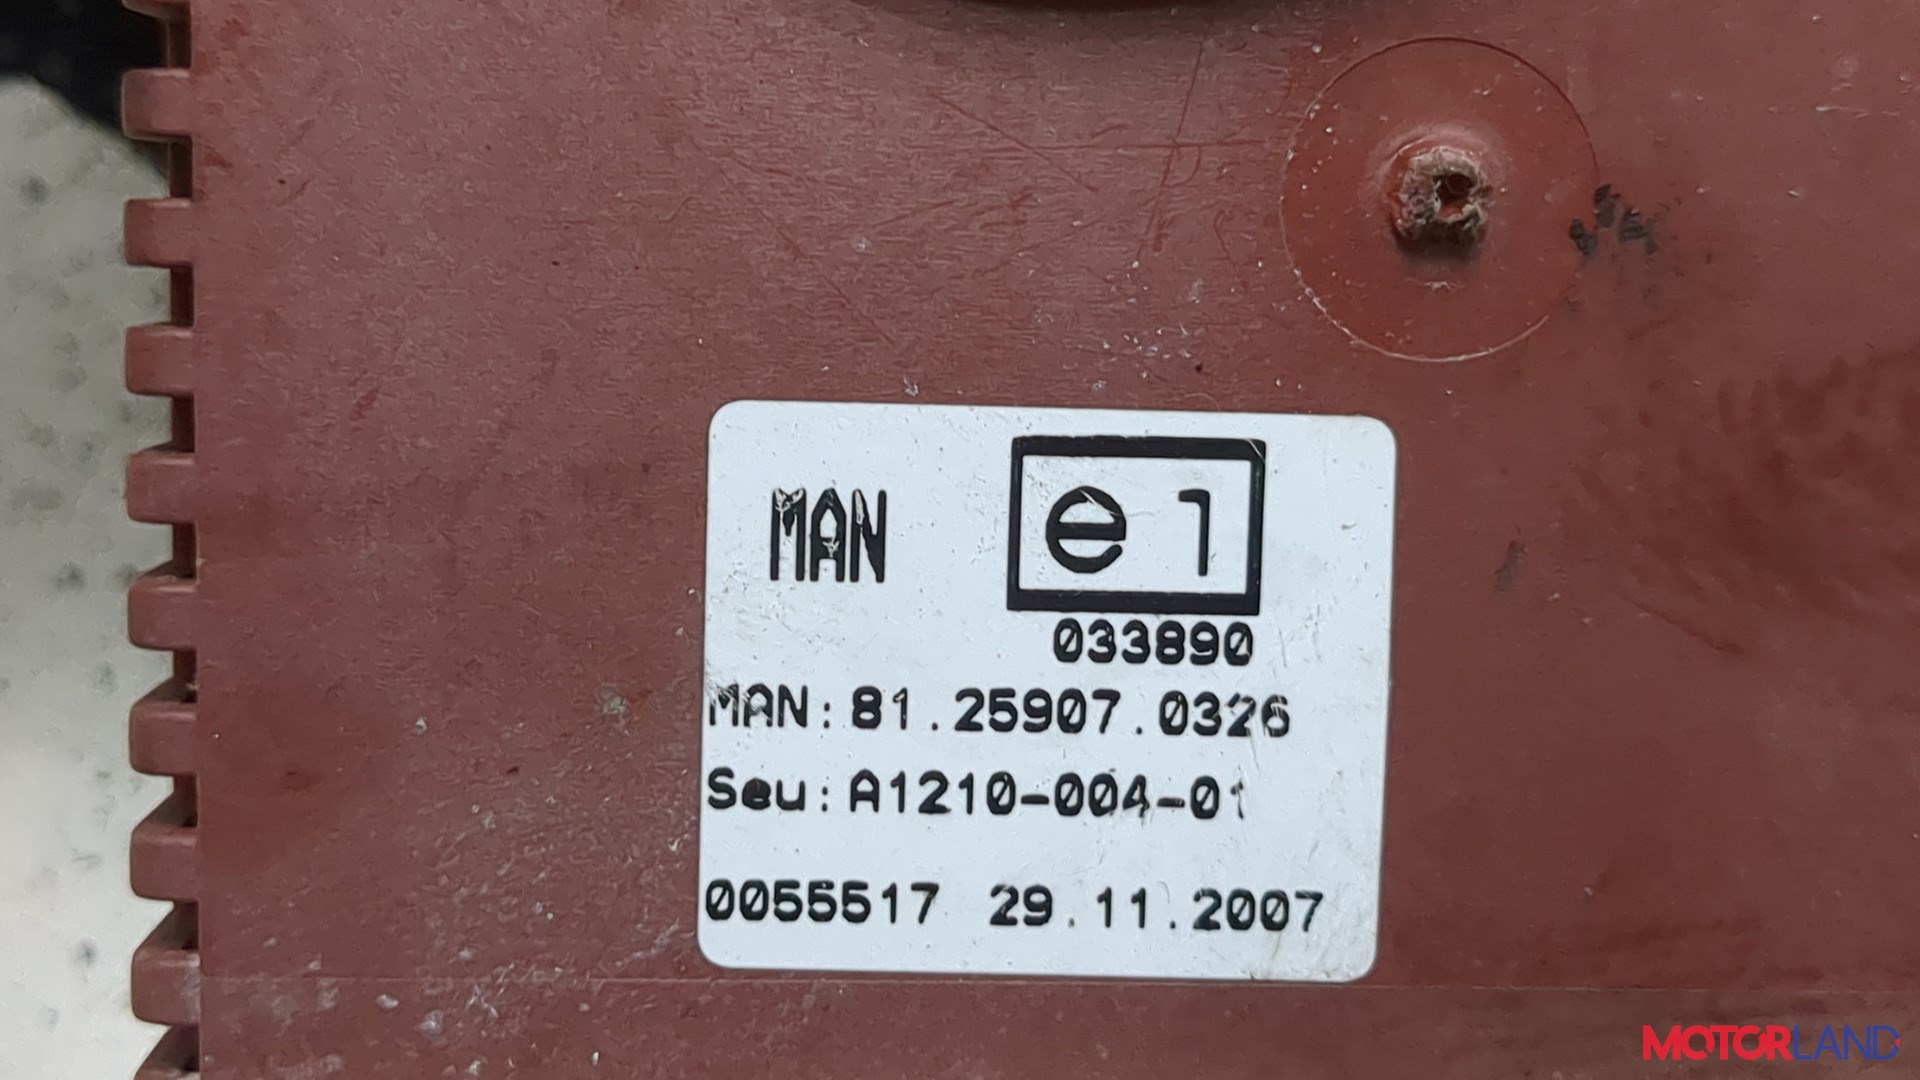 MAN e1
033890
MAN:81.25907.0326
Seu:A1210-004-01
0055517 29.11.2007
MOTORLAND